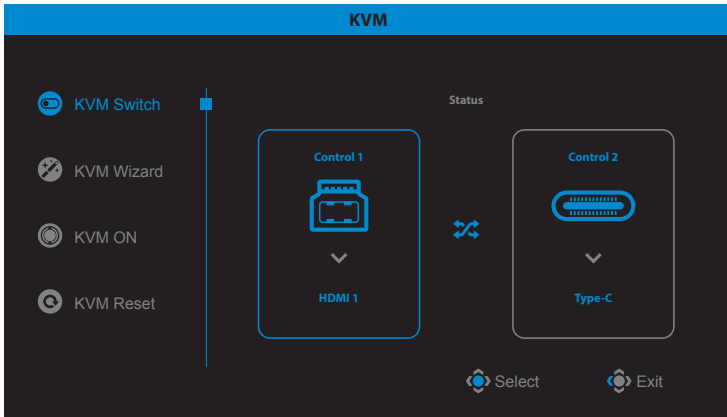 KVM
KVM Switch
KVM Wizard
KVM ON
KVM Reset
Status
Control 1
HDMI 1
Control 2
Type-C
Select
Exit